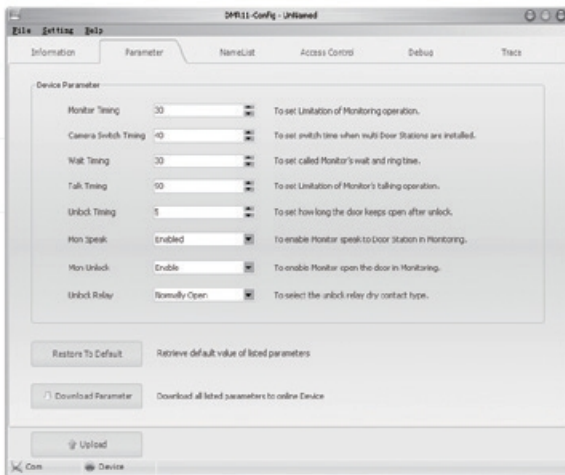 DMR11-Config - UnNamed
File Setting Help
Information Parameter NameList Access Control Debug Trace
Device Parameter
Monitor Timing 30 To set Limitation of Monitoring operation.
Camera Switch Timing 40 To set switch time when multi Door Stations are installed.
Wait Timing 30 To set called Monitor's wait and ring time.
Talk Timing 90 To set Limitation of Monitor's talking operation.
Unlock Timing 5 To set how long the door keeps open after unlock.
Mon Speak Enabled To enable Monitor speak to Door Station in Monitoring.
Mon Unlock Enable To enable Monitor open the door in Monitoring.
Unlock Relay Normally Open To select the unlock relay dry contact type.
Restore To Default Retrieve default value of listed parameters
Download Parameter Download all listed parameters to online Device
Upload
Com Device